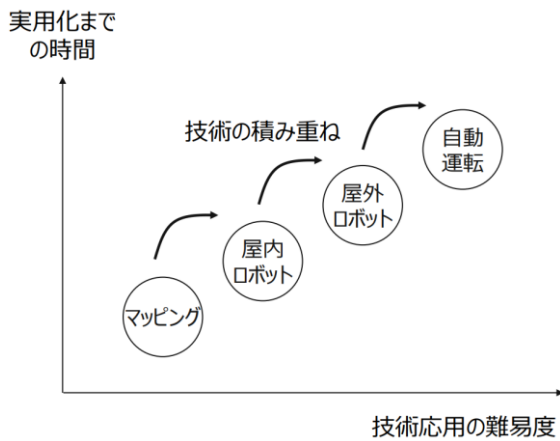 実用化まで
の時間
技術の積み重ね
自動
運転
屋外
ロボット
屋内
ロボット
マッピング
技術応用の難易度